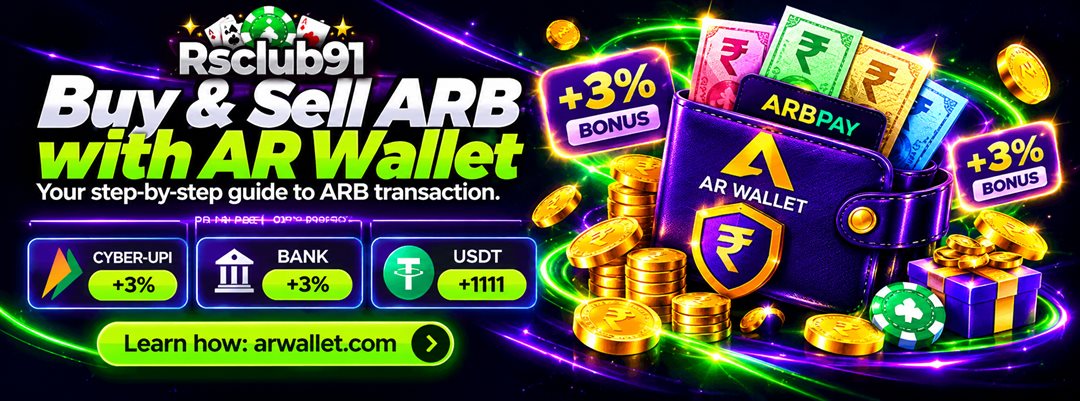 Rsclub91
Buy & Sell ARB
with AR Wallet
Your step-by-step guide to ARB transaction.
CYBER-UPI
+3%
BANK
+3%
USDT
+1111
Learn how: arwallet.com
+3%
BONUS
ARBPAY
AR WALLET
₹
+3%
BONUS